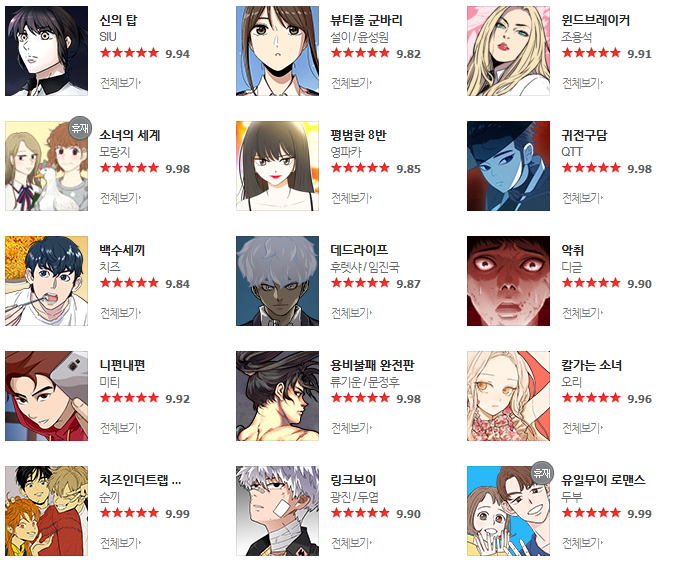 신의 탑
SIU
★★★★★ 9.94
전체보기
뷰티풀 군바리
설이 / 윤성원
★★★★★ 9.82
전체보기
윈드브레이커
조용석
★★★★★ 9.91
전체보기
휴재
소녀의 세계
모랑지
★★★★★ 9.98
전체보기
평범한 8반
영파카
★★★★★ 9.85
전체보기
귀전구담
QTT
★★★★★ 9.98
전체보기
백수세끼
치즈
★★★★★ 9.84
전체보기
데드라이프
후렛샤 / 임진국
★★★★★ 9.87
전체보기
악취
디귿
★★★★★ 9.90
전체보기
니편내편
미티
★★★★★ 9.92
전체보기
용비불패 완전판
류기운 / 문정후
★★★★★ 9.98
전체보기
칼가는 소녀
오리
★★★★★ 9.96
전체보기
치즈인더트랩 ...
순끼
★★★★★ 9.99
전체보기
링크보이
광진 / 두엽
★★★★★ 9.90
전체보기
휴재
유일무이 로맨스
두부
★★★★★ 9.99
전체보기